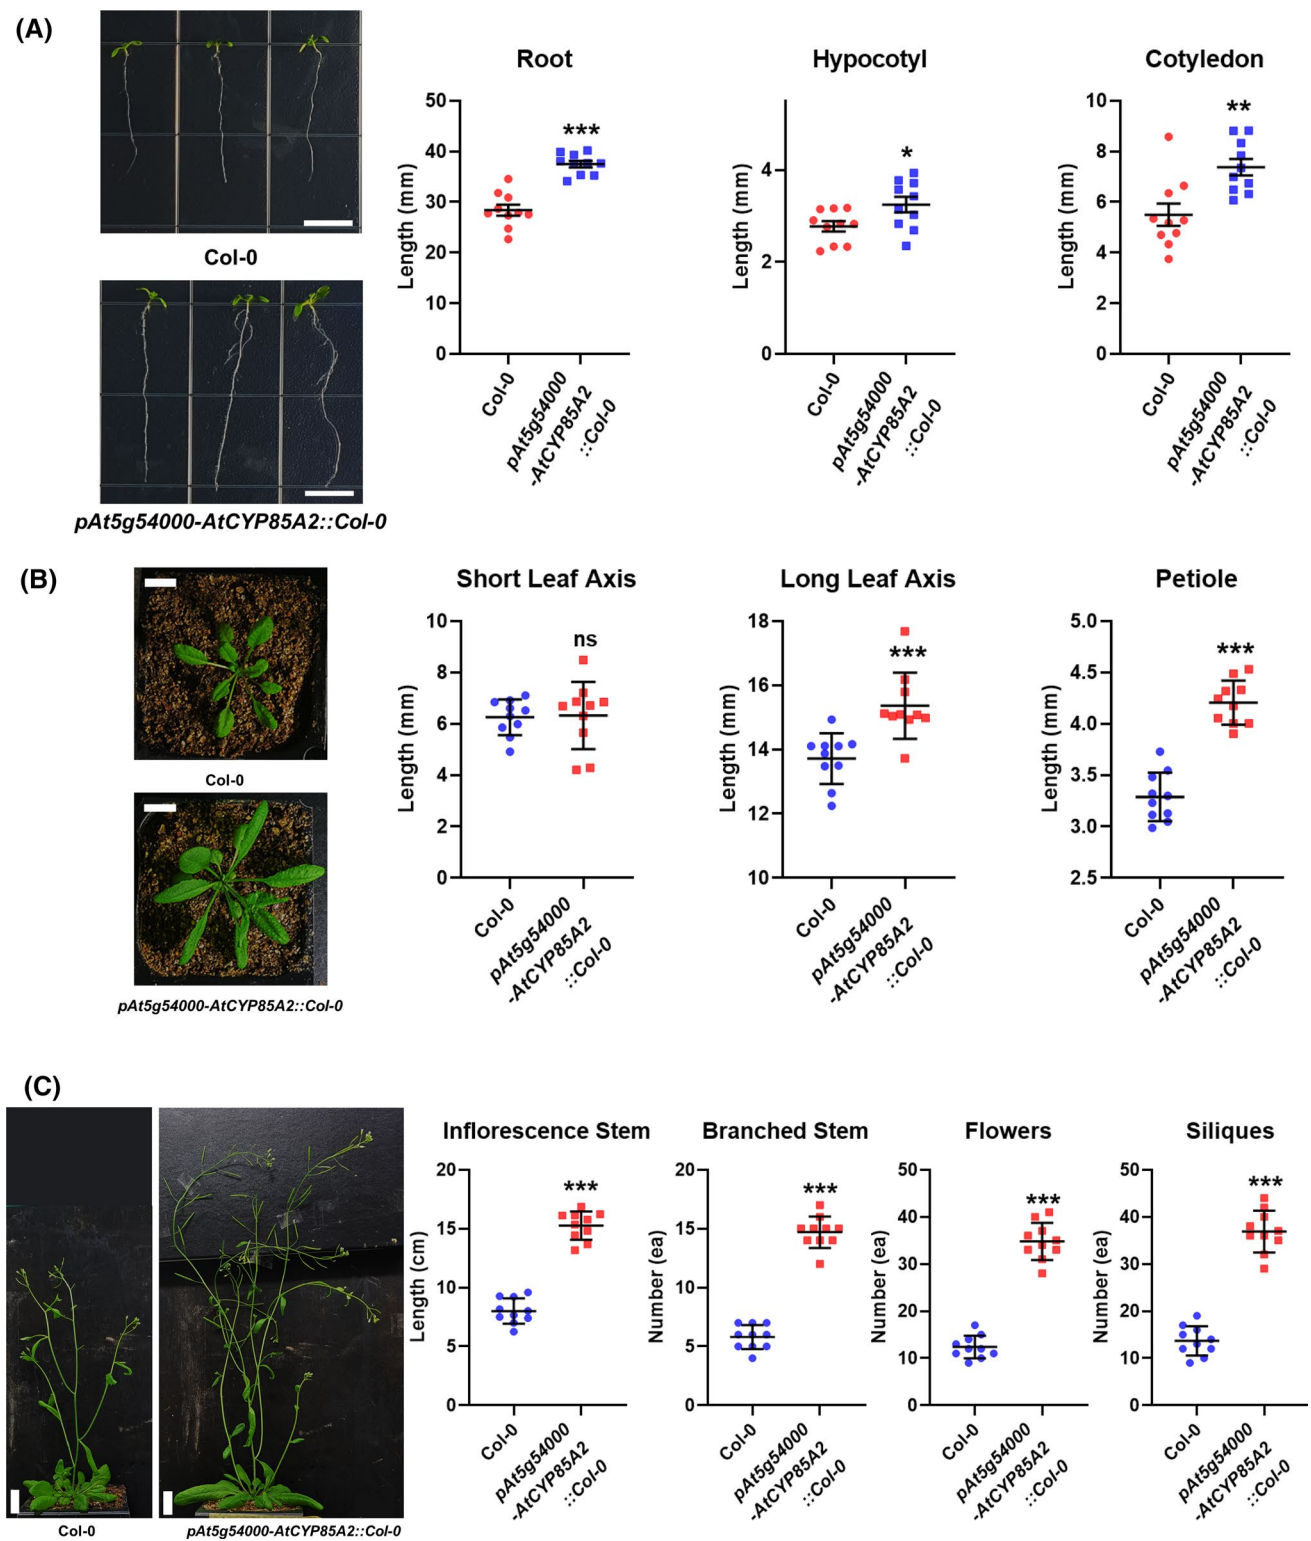 (A)
Col-0
pAt5g54000-AtCYP85A2::Col-0
Root
Length (mm)
50
40
30
20
10
0
***
Col-0
pAt5g54000
-AtCYP85A2
::Col-0
Hypocotyl
Length (mm)
4
2
0
*
Col-0
pAt5g54000
-AtCYP85A2
::Col-0
Cotyledon
Length (mm)
10
8
6
4
2
0
**
Col-0
pAt5g54000
-AtCYP85A2
::Col-0
(B)
Col-0
pAt5g54000-AtCYP85A2::Col-0
Short Leaf Axis
Length (mm)
10
8
6
4
2
0
ns
Col-0
pAt5g54000
-AtCYP85A2
::Col-0
Long Leaf Axis
Length (mm)
18
16
14
12
10
***
Col-0
pAt5g54000
-AtCYP85A2
::Col-0
Petiole
Length (mm)
5.0
4.5
4.0
3.5
3.0
2.5
***
Col-0
pAt5g54000
-AtCYP85A2
::Col-0
(C)
Col-0
pAt5g54000-AtCYP85A2::Col-0
Inflorescence Stem
Length (cm)
20
15
10
5
0
***
Col-0
pAt5g54000
-AtCYP85A2
::Col-0
Branched Stem
Number (ea)
20
15
10
5
0
***
Col-0
pAt5g54000
-AtCYP85A2
::Col-0
Flowers
Number (ea)
50
40
30
20
10
0
***
Col-0
pAt5g54000
-AtCYP85A2
::Col-0
Siliques
Number (ea)
50
40
30
20
10
0
***
Col-0
pAt5g54000
-AtCYP85A2
::Col-0